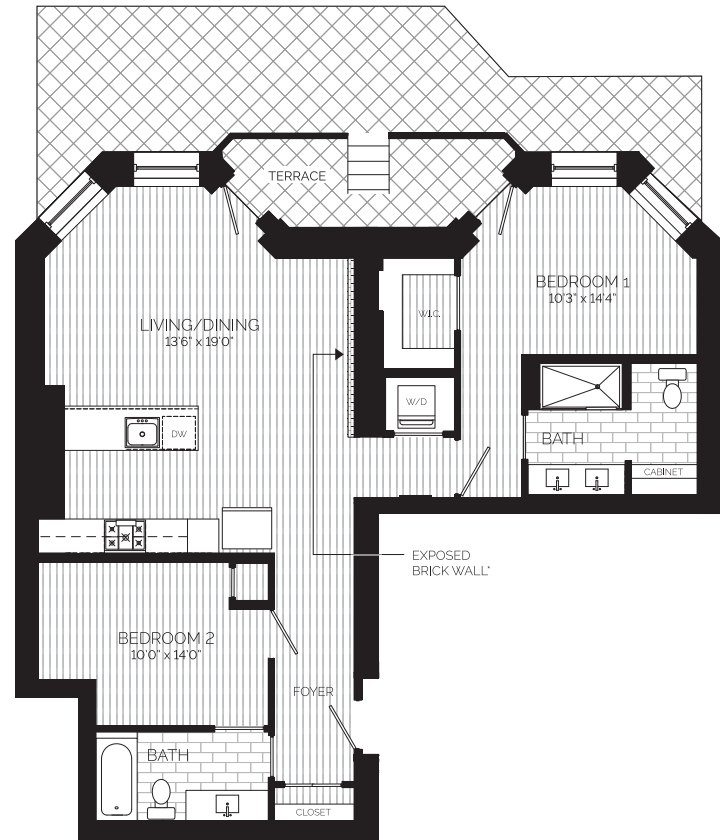 TERRACE
BEDROOM 1
10'3" x 14'4"
W.I.C.
LIVING/DINING
13'6" x 19'0"
W/D
DW
BATH
CABINET
EXPOSED
BRICK WALL*
BEDROOM 2
10'0" x 14'0"
FOYER
BATH
CLOSET